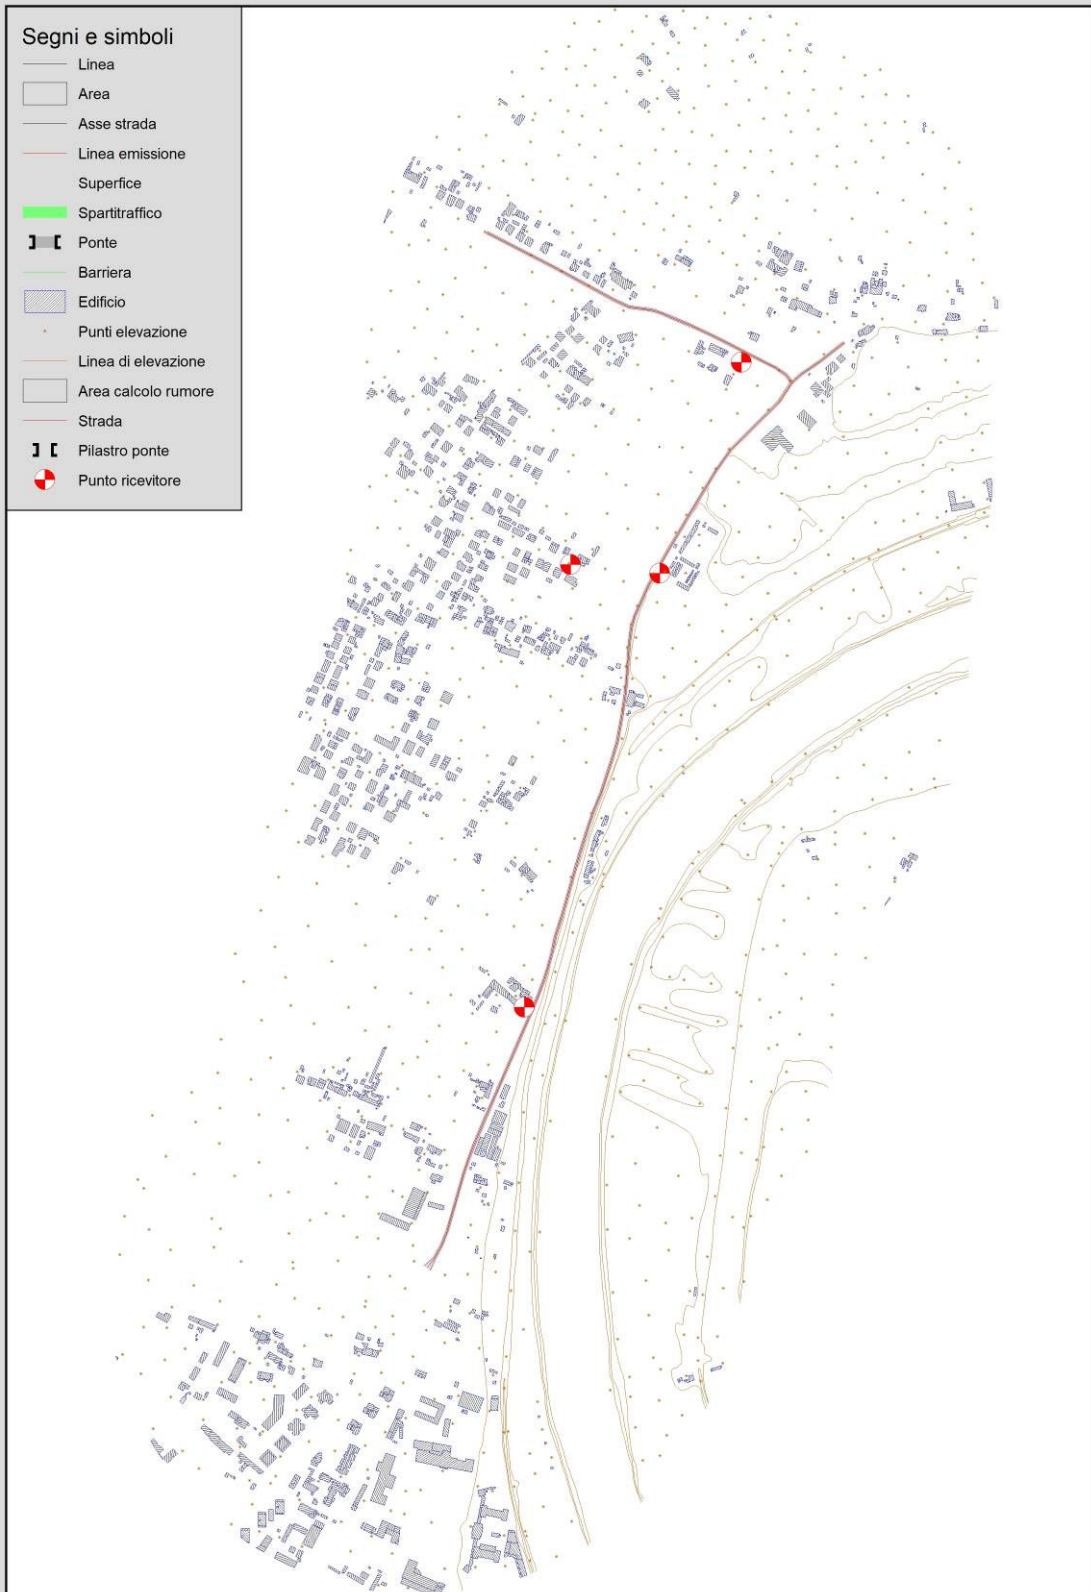 Segni e simboli
Linea
Area
Asse strada
Linea emissione
Superfice
Spartitraffico
Ponte
Barriera
Edificio
Punti elevazione
Linea di elevazione
Area calcolo rumore
Strada
Pilastro ponte
Punto ricevitore